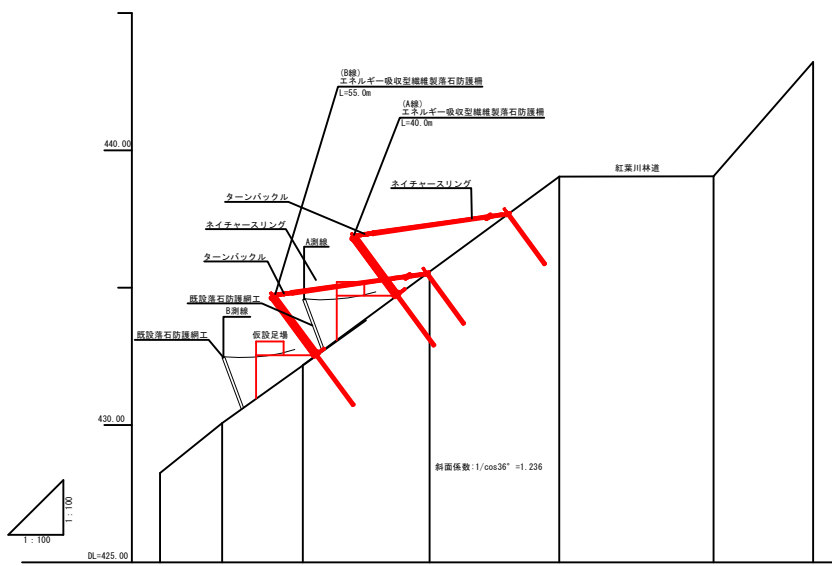 (B線)
エネルギー吸収型繊維製落石防護柵
L=55.0m
(A線)
エネルギー吸収型繊維製落石防護柵
L=40.0m
440.00
紅葉川林道
ネイチャースリング
ターンバックル
ネイチャースリング
A測線
ターンバックル
既設落石防護網工
B測線
既設落石防護網工
仮設足場
430.00
斜面係数:1/cos36°=1.236
1:100
1:100
DL=425.00